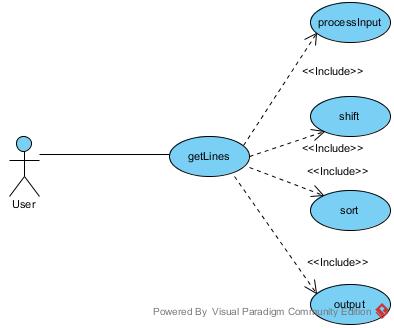 processInput
<<Include>>
shift
<<Include>>
getLines
<<Include>>
User
sort
<<Include>>
output
Powered By Visual Paradigm Community Edition